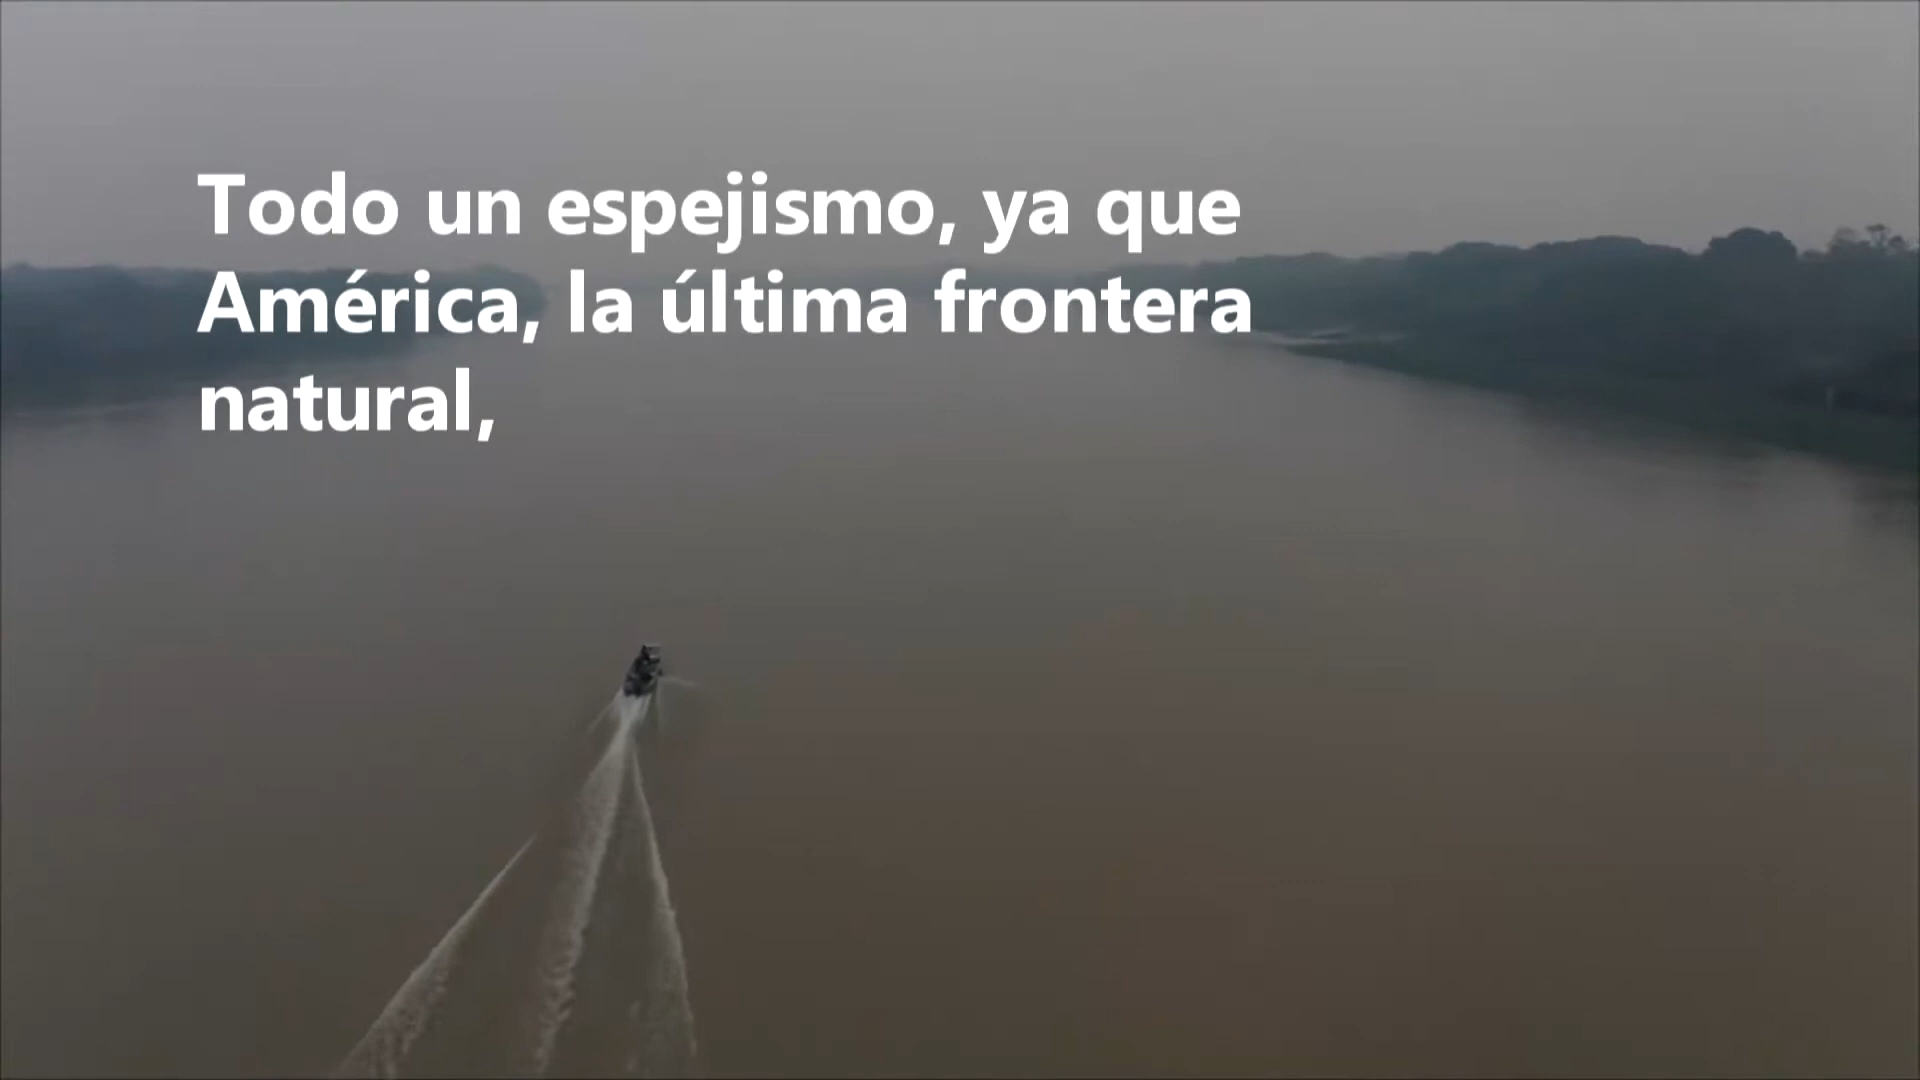 Todo un espejismo, ya que
América, la última frontera
natural,